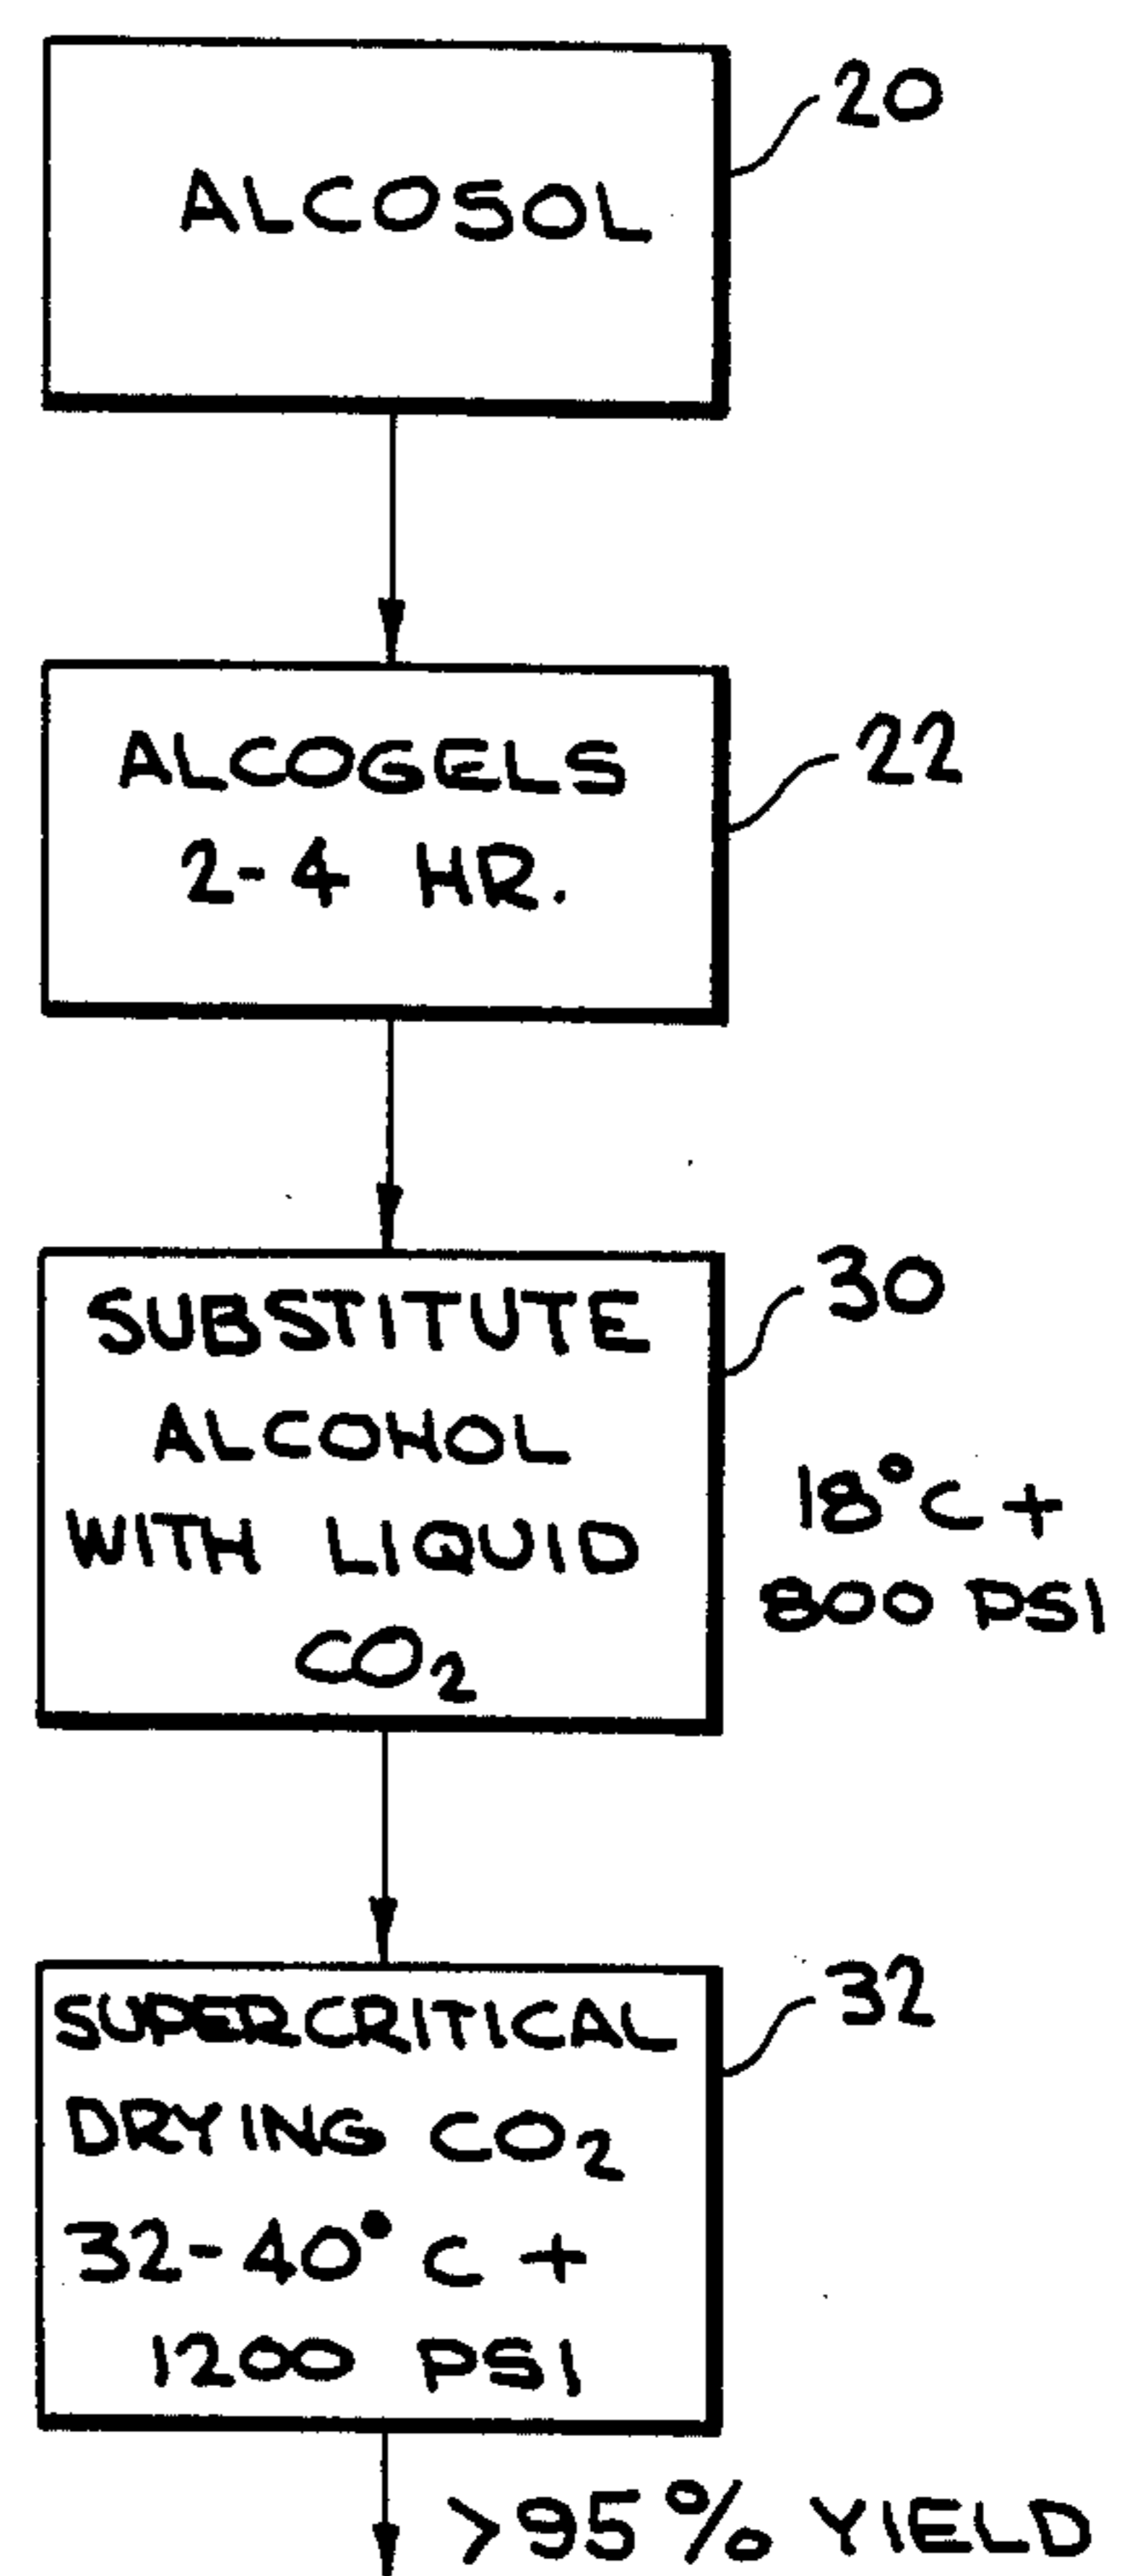 20
ALCOSOL
22
ALCOGELS
2-4 HR.
30
SUBSTITUTE
ALCOHOL
WITH LIQUID
CO₂
18°C +
800 PSI
32
SUPERCRITICAL
DRYING CO₂
32-40°C +
1200 PSI
>95% YIELD